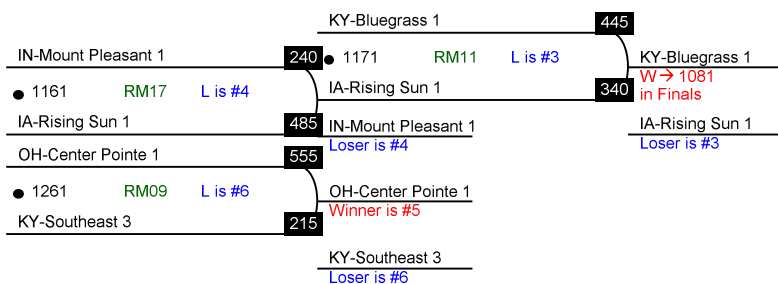 KY-Bluegrass 1
445
IN-Mount Pleasant 1
240
1171 RM11 L is #3
KY-Bluegrass 1
W→ 1081
in Finals
1161 RM17 L is #4
IA-Rising Sun 1
340
IA-Rising Sun 1
485
IN-Mount Pleasant 1
Loser is #4
IA-Rising Sun 1
Loser is #3
OH-Center Pointe 1
555
1261 RM09 L is #6
OH-Center Pointe 1
Winner is #5
KY-Southeast 3
215
KY-Southeast 3
Loser is #6